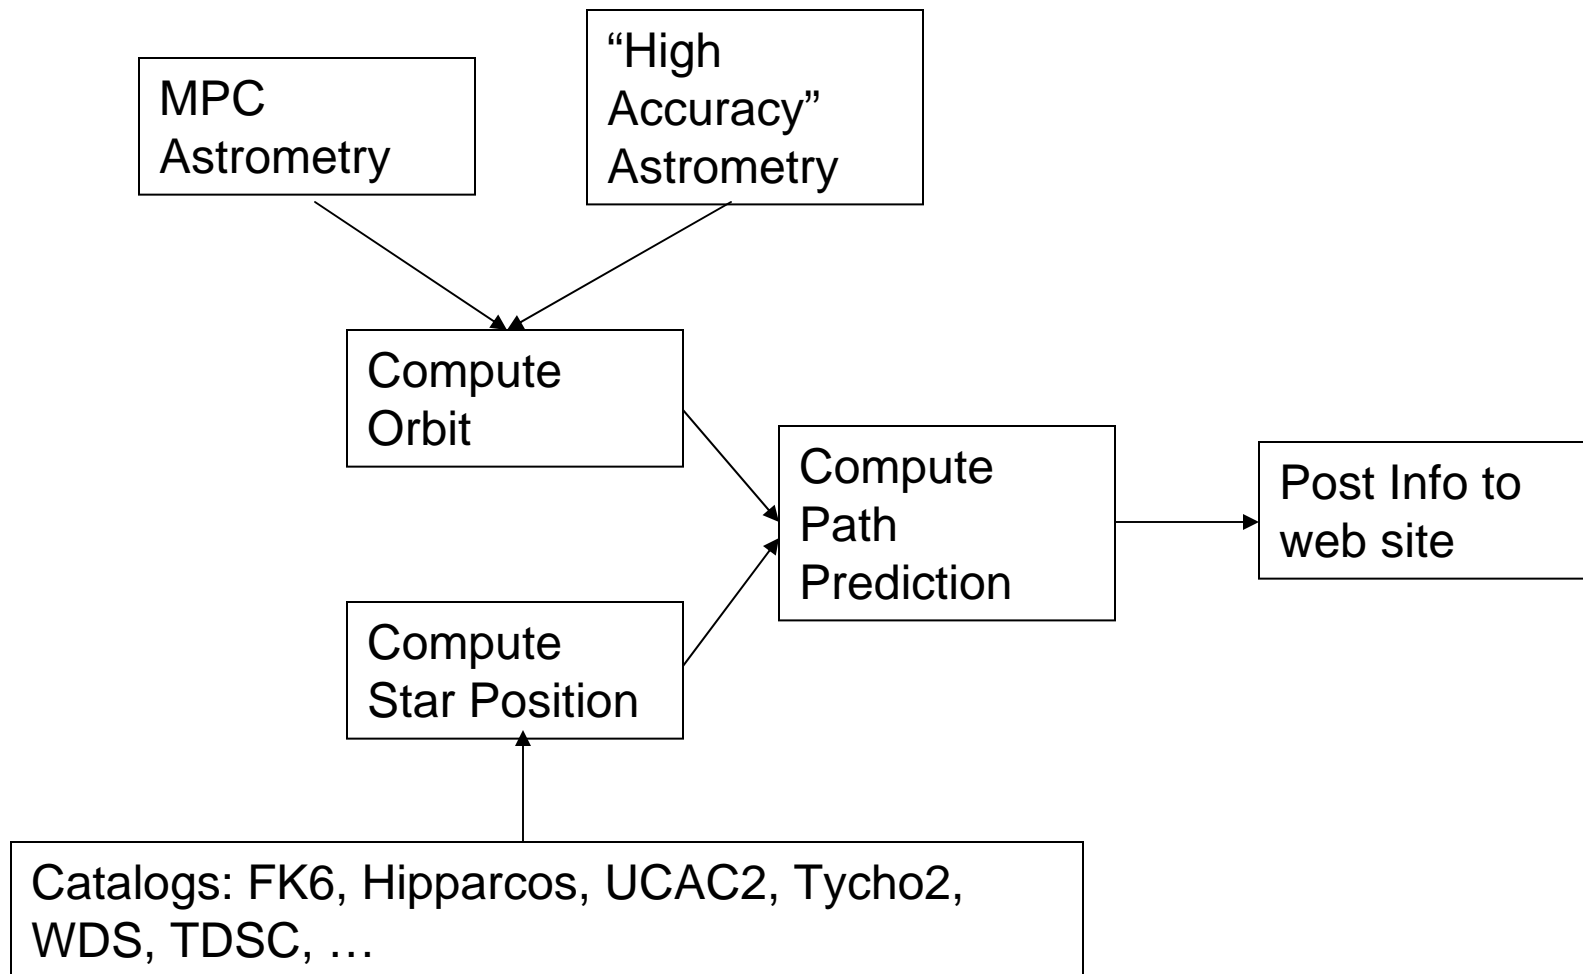 MPC
Astrometry
“High
Accuracy”
Astrometry
Compute
Orbit
Compute
Path
Prediction
Post Info to
web site
Compute
Star Position
Catalogs: FK6, Hipparcos, UCAC2, Tycho2,
WDS, TDSC, …